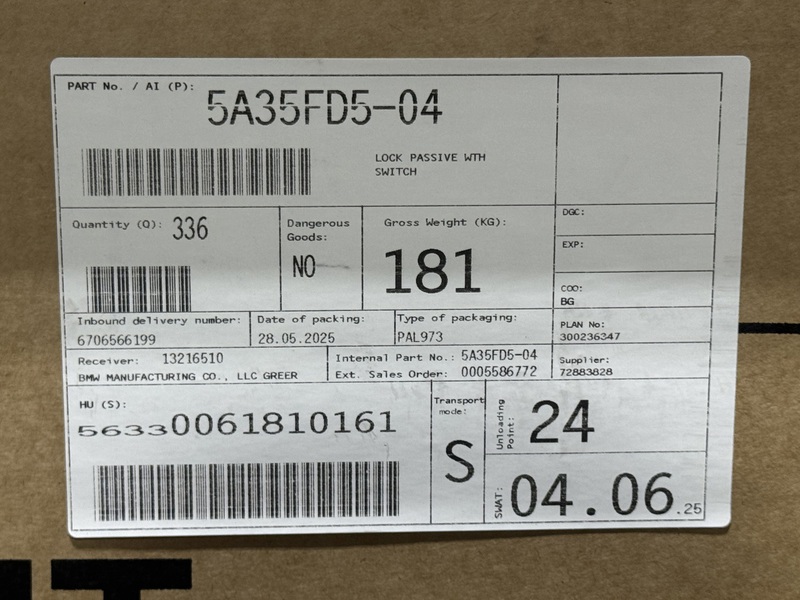 PART No. / AI (P):
5A35FD5-04
LOCK PASSIVE WTH
SWITCH
Quantity (Q): 336
Dangerous
Goods:
NO
Gross Weight (KG):
181
DGC:
EXP:
COO:
BG
Inbound delivery number:
6706566199
Date of packing:
28.05.2025
Type of packaging:
PAL973
PLAN No:
300236347
Receiver: 13216510
BMW MANUFACTURING CO., LLC GREER
Internal Part No.: 5A35FD5-04
Ext. Sales Order: 0005586772
Supplier:
72883828
HU (S):
56330061810161
Transport
mode:
S
Unloading
Point:
24
SWAT:
04.06.25